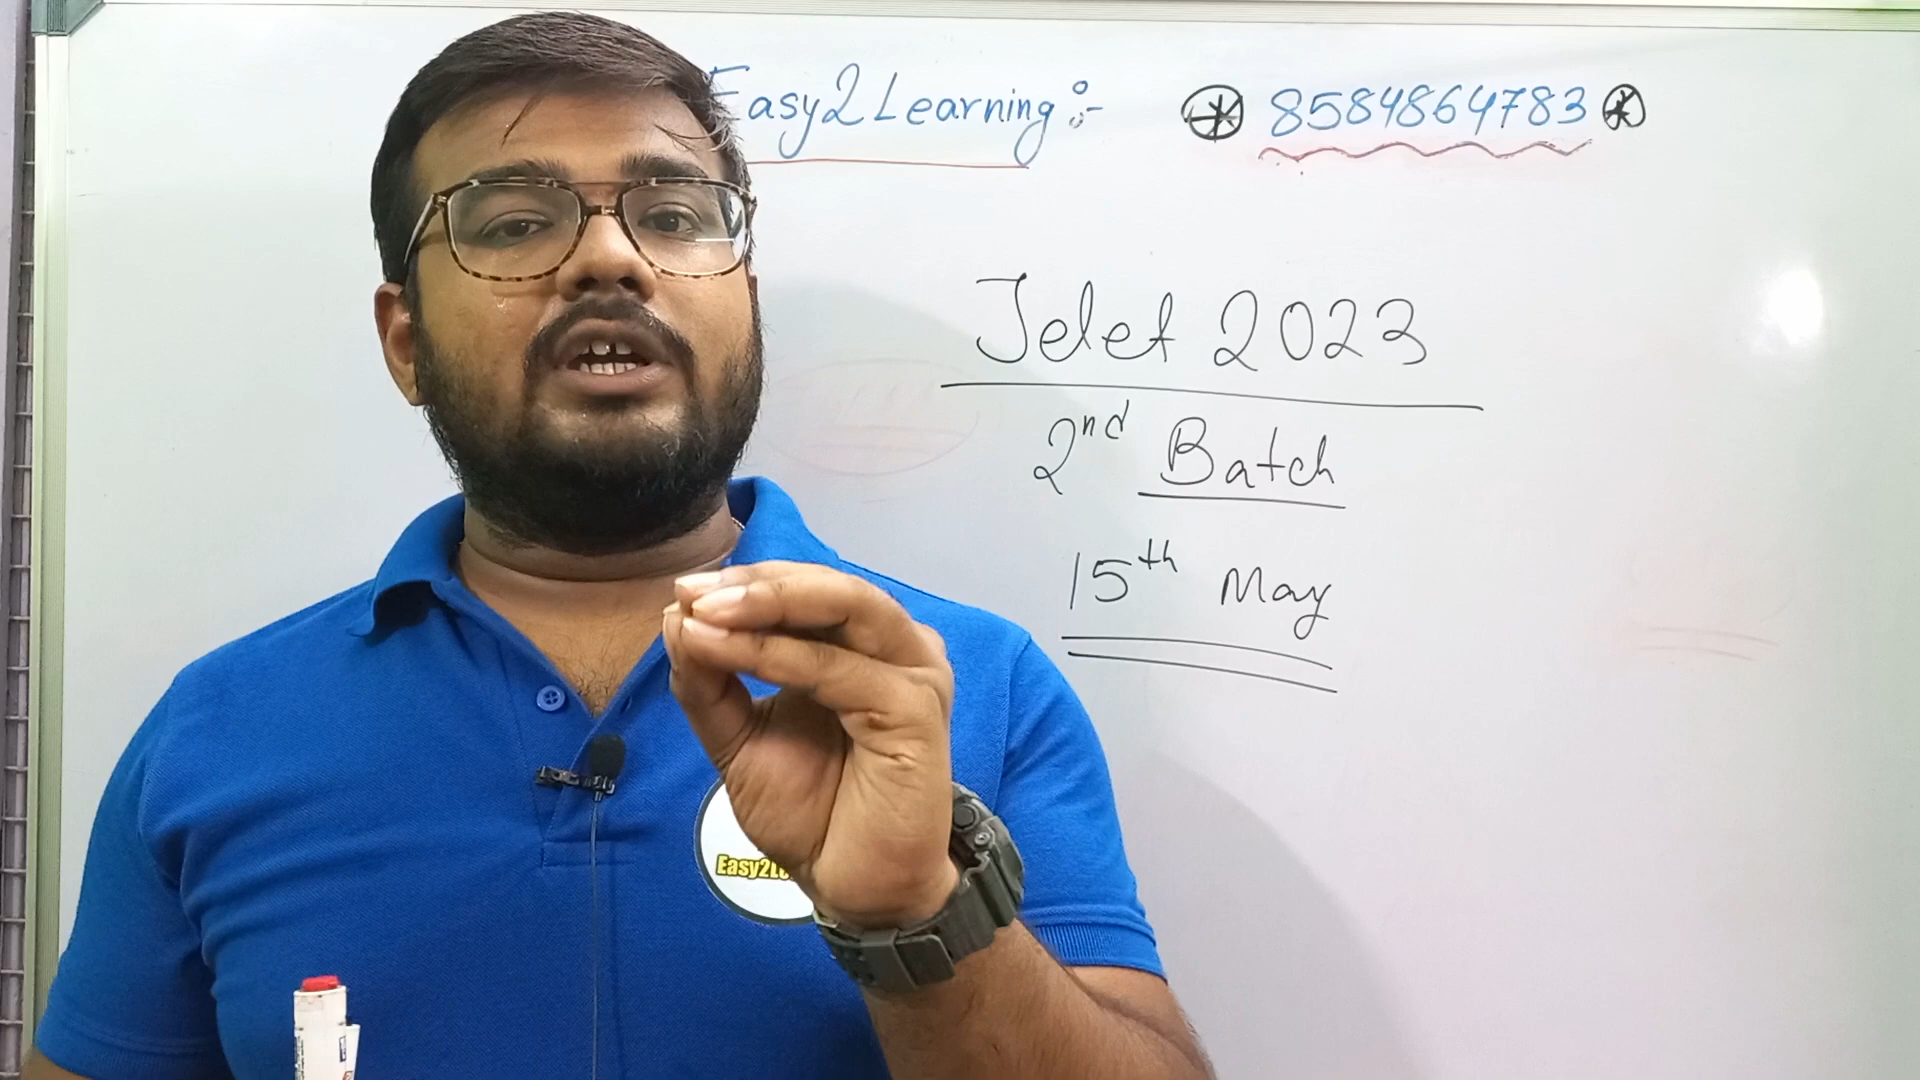 Easy2Learning :- 8584864783
Jelet 2023
2nd Batch
15th May
Easy2Le